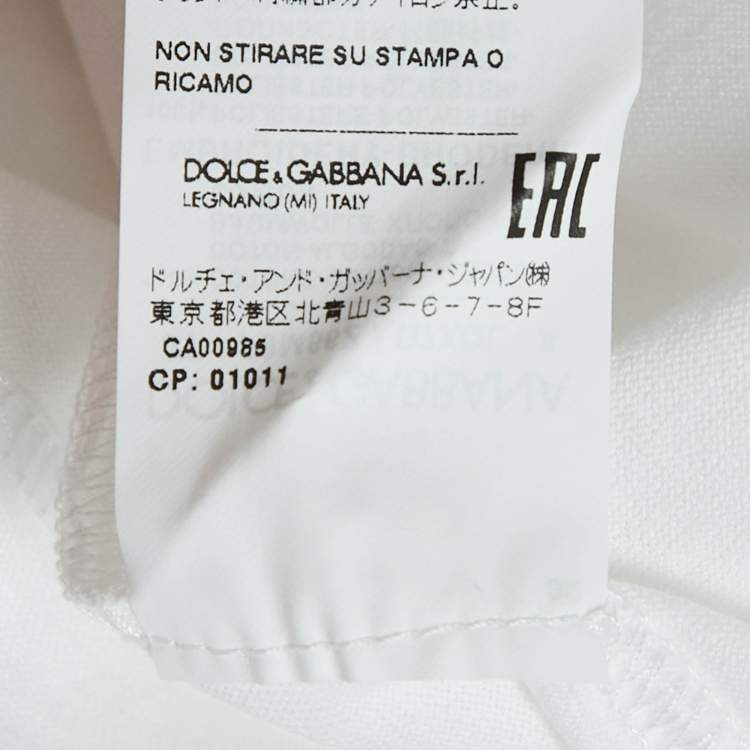 NON STIRARE SU STAMPA O
RICAMO
DOLCE & GABBANA S.r.l.
LEGNANO (MI) ITALY
EAC
ドルチェ・アンド・ガッバーナ・ジャパン(株)
東京都港区北青山3-6-7-8F
CA00985
CP: 01011